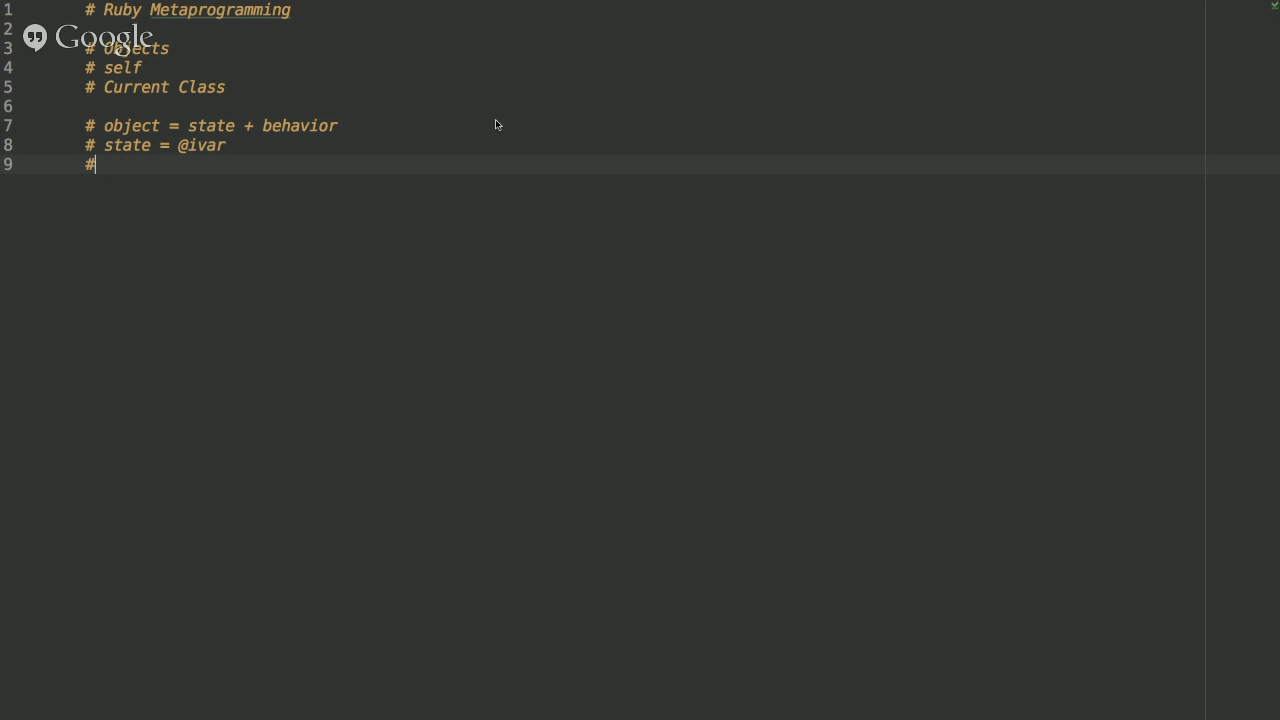 1 # Ruby Metaprogramming
2
Google
3 # Objects
4 # self
5 # Current Class
6
7 # object = state + behavior
8 # state = @ivar
9 #